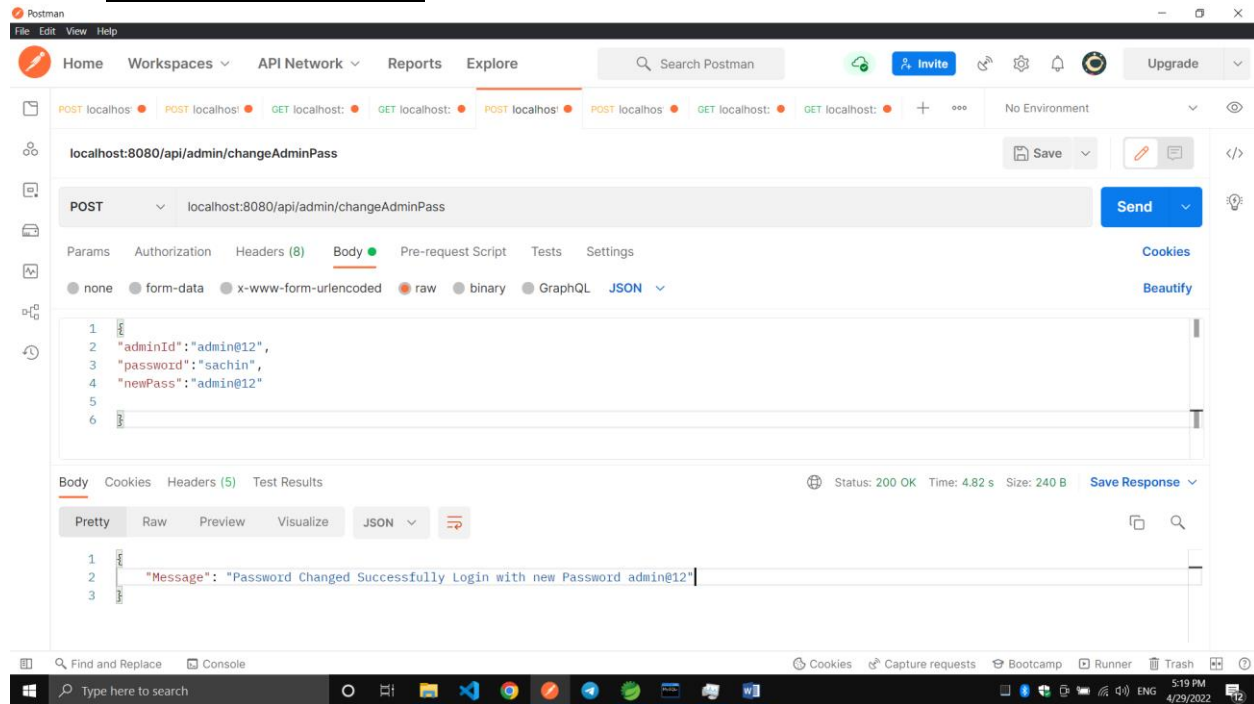 Postman
File Edit View Help
Home Workspaces API Network Reports Explore Search Postman Invite Upgrade
POST localhos POST localhos GET localhost: GET localhost: POST localhos POST localhos GET localhost: GET localhost: + ooo No Environment
localhost:8080/api/admin/changeAdminPass Save </>
POST localhost:8080/api/admin/changeAdminPass Send
Params Authorization Headers (8) Body Pre-request Script Tests Settings Cookies
none form-data x-www-form-urlencoded raw binary GraphQL JSON Beautify
1 {
2 "adminId":"admin@12",
3 "password":"sachin",
4 "newPass":"admin@12"
5
6 }
Body Cookies Headers (5) Test Results Status: 200 OK Time: 4.82 s Size: 240 B Save Response
Pretty Raw Preview Visualize JSON
1 {
2 "Message": "Password Changed Successfully Login with new Password admin@12"
3 }
Find and Replace Console Cookies Capture requests Bootcamp Runner Trash
Type here to search ENG 5:19 PM
4/29/2022 12